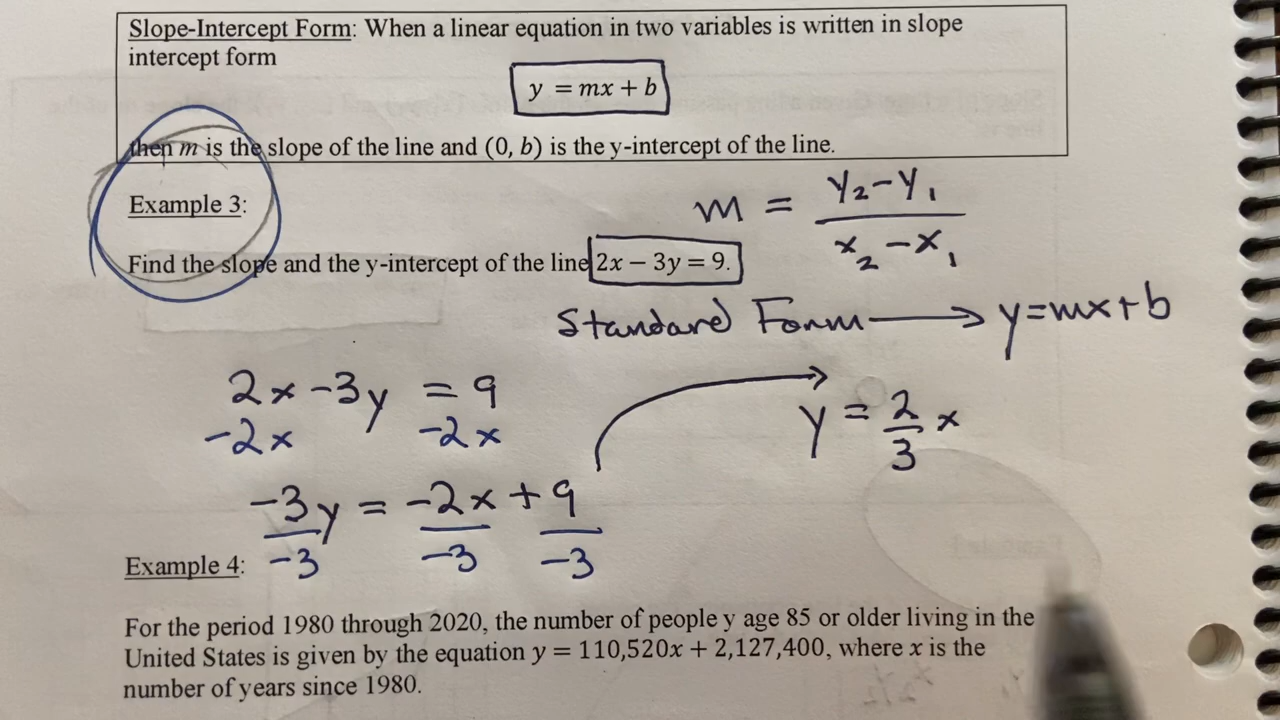 Slope-Intercept Form: When a linear equation in two variables is written in slope
intercept form
y = mx + b
then m is the slope of the line and (0, b) is the y-intercept of the line.
Example 3:
m = y₂-y₁ / x₂-x₁
Find the slope and the y-intercept of the line 2x − 3y = 9.
Standard Form → y=mx+b
2x -3y = 9
-2x -2x
y = 2/3 x
-3y = -2x + 9
-3 -3 -3
Example 4:
For the period 1980 through 2020, the number of people y age 85 or older living in the
United States is given by the equation y = 110,520x + 2,127,400, where x is the
number of years since 1980.